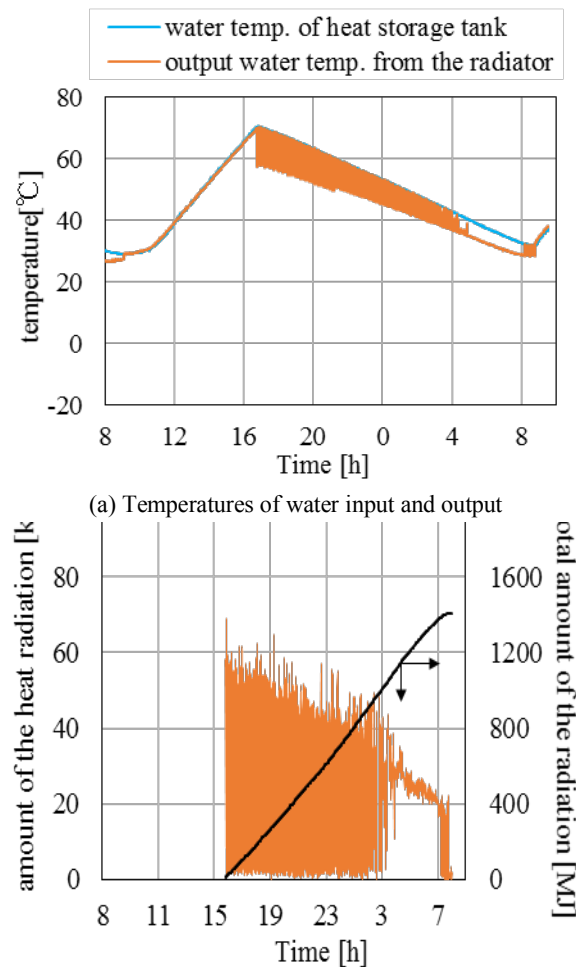 water temp. of heat storage tank
output water temp. from the radiator
temperature[℃]
80
60
40
20
0
-20
8 12 16 20 0 4 8
Time [h]
(a) Temperatures of water input and output
amount of the heat radiation [k
otal amount of the radiation [MJ]
80 1600
60 1200
40 800
20 400
0 0
8 11 15 19 23 3 7
Time [h]